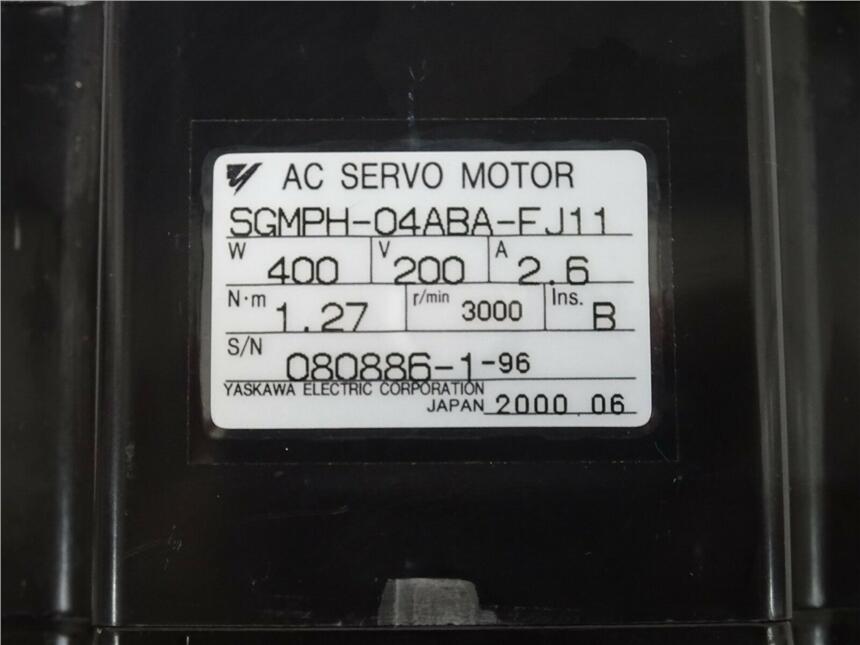 AC SERVO MOTOR
SGMPH-04ABA-FJ11
W 400 V 200 A 2.6
N·m 1.27 r/min 3000 Ins. B
S/N 080886-1-96
YASKAWA ELECTRIC CORPORATION
JAPAN 2000.06